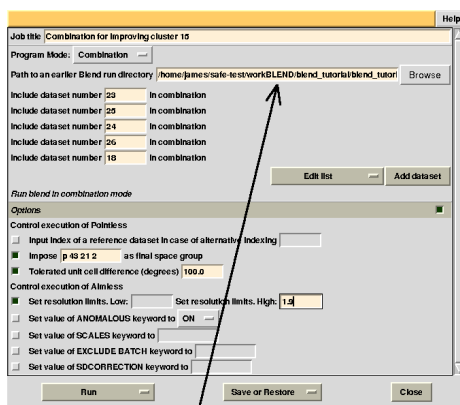 Help
Job title Combination for improving cluster 15
Program Mode: Combination
Path to an earlier Blend run directory /home/james/safe-test/workBLEND/blend_tutorial/blend_tutori Browse
Include dataset number 23 in combination
Include dataset number 25 in combination
Include dataset number 24 in combination
Include dataset number 26 in combination
Include dataset number 18 in combination
Edit list Add dataset
Run blend in combination mode
Options
Control execution of Pointless
Input index of a reference dataset in case of alternative indexing
Impose p 43 21 2 as final space group
Tolerated unit cell difference (degrees) 100.0
Control execution of Aimless
Set resolution limits. Low: Set resolution limits. High: 1.9
Set value of ANOMALOUS keyword to ON
Set value of SCALES keyword to
Set value of EXCLUDE BATCH keyword to
Set value of SDCORRECTION keyword to
Run Save or Restore Close